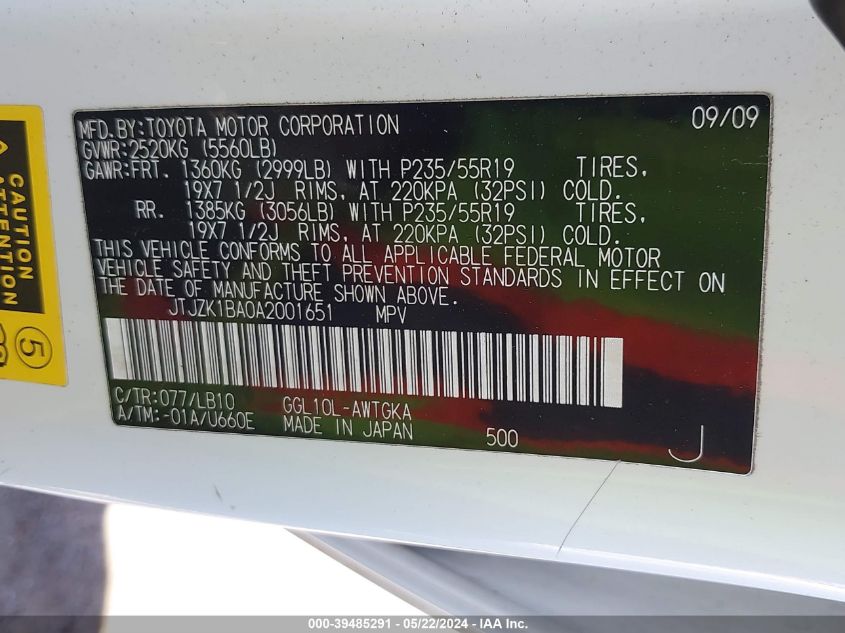 09/09
MFD.BY:TOYOTA MOTOR CORPORATION
GVWR:2520KG (5560LB)
GAWR:FRT. 1360KG (2999LB) WITH P235/55R19 TIRES,
19X7 1/2J RIMS, AT 220KPA (32PSI) COLD.
RR. 1385KG (3056LB) WITH P235/55R19 TIRES,
19X7 1/2J RIMS, AT 220KPA (32PSI) COLD.
THIS VEHICLE CONFORMS TO ALL APPLICABLE FEDERAL MOTOR
VEHICLE SAFETY AND THEFT PREVENTION STANDARDS IN EFFECT ON
THE DATE OF MANUFACTURE SHOWN ABOVE.
JTJZK1BA0A2001651 MPV
C/TR:077/LB10 GGL10L-AWTGKA
A/TM:-01A/U660E MADE IN JAPAN 500 J
CAUTION
ATTENTION
5
000-39485291 - 05/22/2024 - IAA Inc.